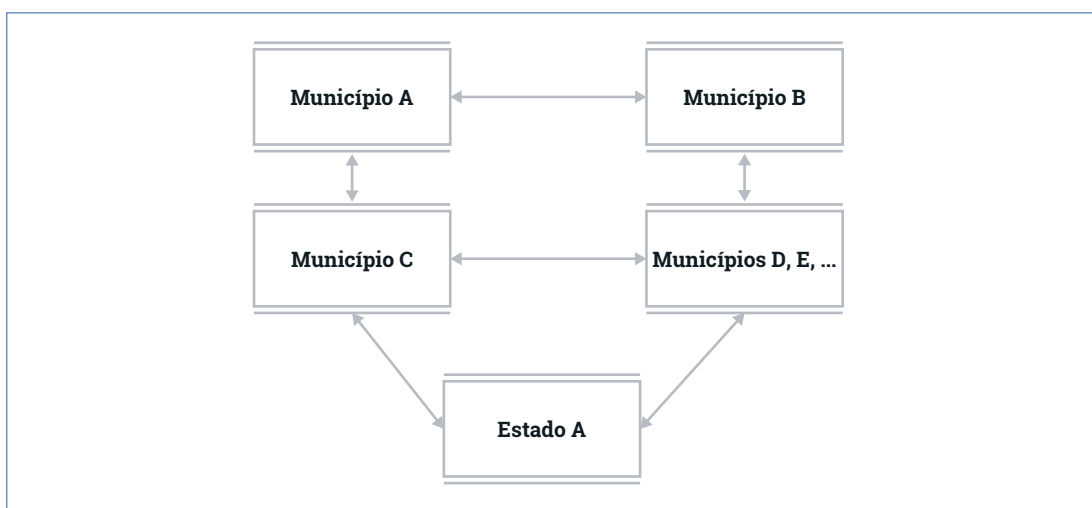 Município A
Município B
Município C
Municípios D, E, ...
Estado A